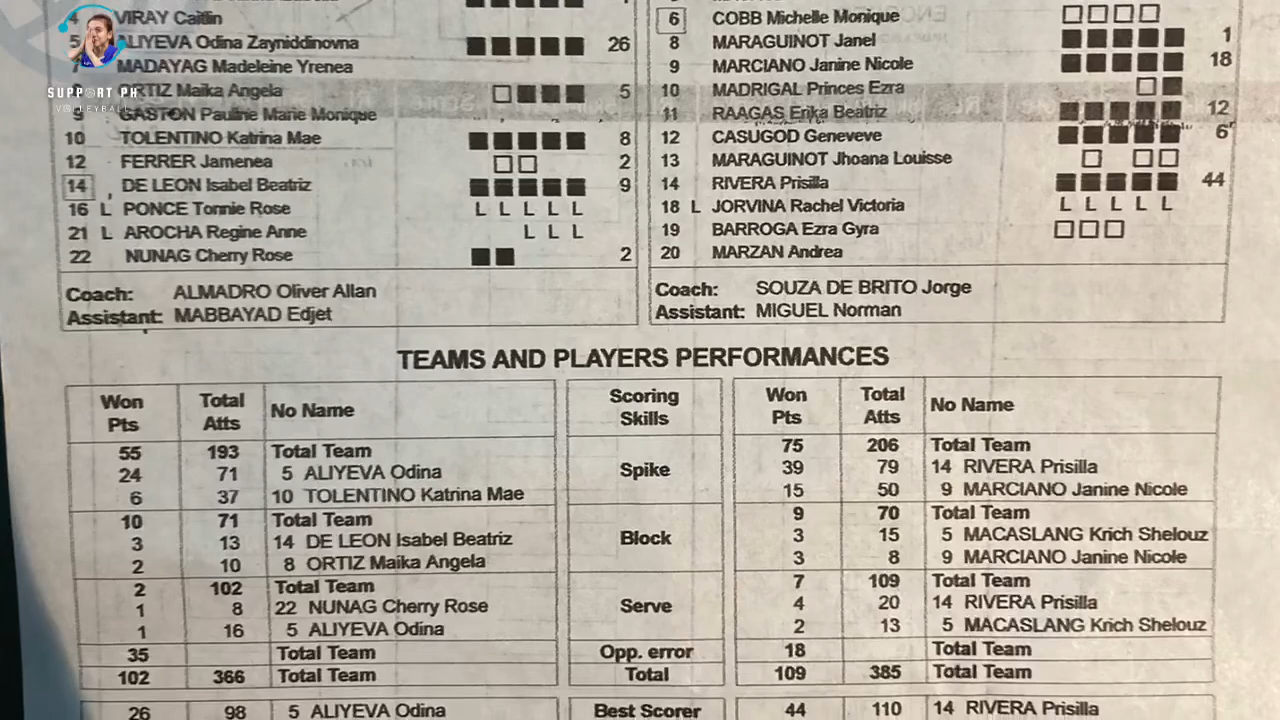 4 VIRAY Caitlin
5 ALIYEVA Odina Zayniddinovna 26
7 MADAYAG Madeleine Yrenea
ORTIZ Maika Angela 5
9 GASTON Pauline Marie Monique
10 TOLENTINO Katrina Mae 8
12 FERRER Jamenea 2
14 DE LEON Isabel Beatriz 9
16 L PONCE Tonnie Rose L L L L L
21 L AROCHA Regine Anne L L L
22 NUNAG Cherry Rose 2
Coach: ALMADRO Oliver Allan
Assistant: MABBAYAD Edjet
6 COBB Michelle Monique
8 MARAGUINOT Janel 1
9 MARCIANO Janine Nicole 18
10 MADRIGAL Princes Ezra
11 RAAGAS Erika Beatriz 12
12 CASUGOD Geneveve 6
13 MARAGUINOT Jhoana Louisse
14 RIVERA Prisilla 44
18 L JORVINA Rachel Victoria L L L L L
19 BARROGA Ezra Gyra
20 MARZAN Andrea
Coach: SOUZA DE BRITO Jorge
Assistant: MIGUEL Norman
SUPPORT PH
VOLLEYBALL
TEAMS AND PLAYERS PERFORMANCES
Won Pts Total Atts No Name Scoring Skills Won Pts Total Atts No Name
55 193 Total Team Spike 75 206 Total Team
24 71 5 ALIYEVA Odina 39 79 14 RIVERA Prisilla
6 37 10 TOLENTINO Katrina Mae 15 50 9 MARCIANO Janine Nicole
10 71 Total Team Block 9 70 Total Team
3 13 14 DE LEON Isabel Beatriz 3 15 5 MACASLANG Krich Shelouz
2 10 8 ORTIZ Maika Angela 3 8 9 MARCIANO Janine Nicole
2 102 Total Team Serve 7 109 Total Team
1 8 22 NUNAG Cherry Rose 4 20 14 RIVERA Prisilla
1 16 5 ALIYEVA Odina 2 13 5 MACASLANG Krich Shelouz
35 Total Team Opp. error 18 Total Team
102 366 Total Team Total 109 385 Total Team
26 98 5 ALIYEVA Odina Best Scorer 44 110 14 RIVERA Prisilla